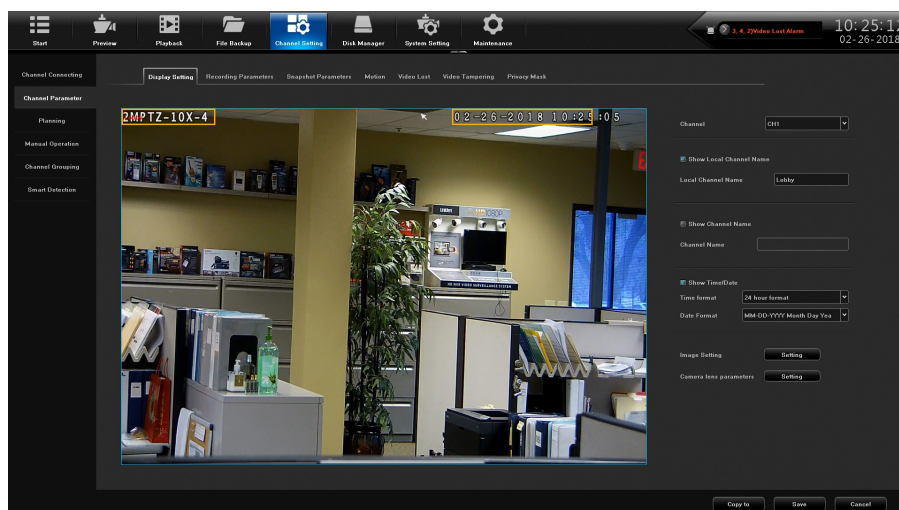 Start
Preview
Playback
File Backup
Channel Setting
Disk Manager
System Setting
Maintenance
3, 4, 2)Video Lost Alarm
10:25:1
02-26-2018
Channel Connecting
Channel Parameter
Planning
Manual Operation
Channel Grouping
Smart Detection
Display Setting Recording Parameters Snapshot Parameters Motion Video Lost Video Tampering Privacy Mask
2MPTZ-10X-4
02-26-2018 10:25:05
1080P
Channel CH1
Show Local Channel Name
Local Channel Name Lobby
Show Channel Name
Channel Name
Show Time/Date
Time format 24 hour format
Date Format MM-DD-YYYY Month Day Yea
Image Setting Setting
Camera lens parameters Setting
Copy to Save Cancel